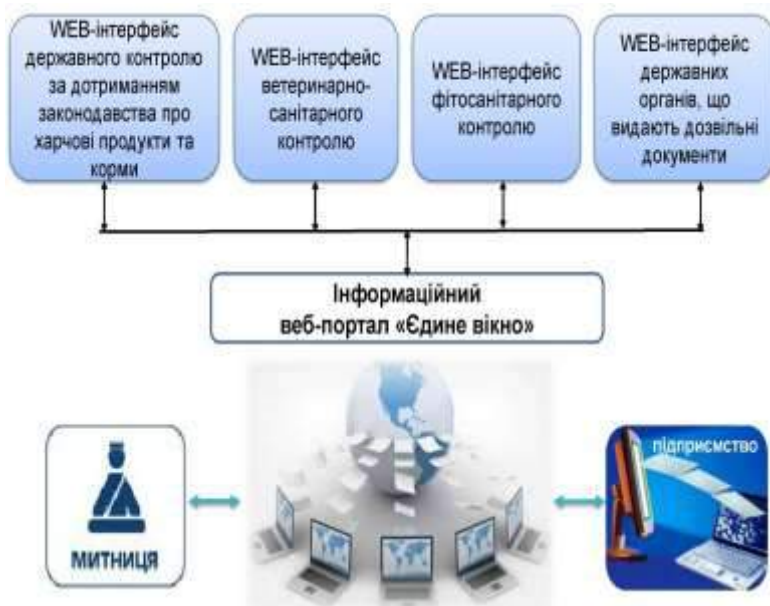 WEB-інтерфейс
державного контролю
за дотриманням
законодавства про
харчові продукти та
корми
WEB-інтерфейс
ветеринарно-
санітарного
контролю
WEB-інтерфейс
фітосанітарного
контролю
WEB-інтерфейс
державних
органів, що
видають дозвільні
документи
Інформаційний
веб-портал «Єдине вікно»
МИТНИЦЯ
підприємство